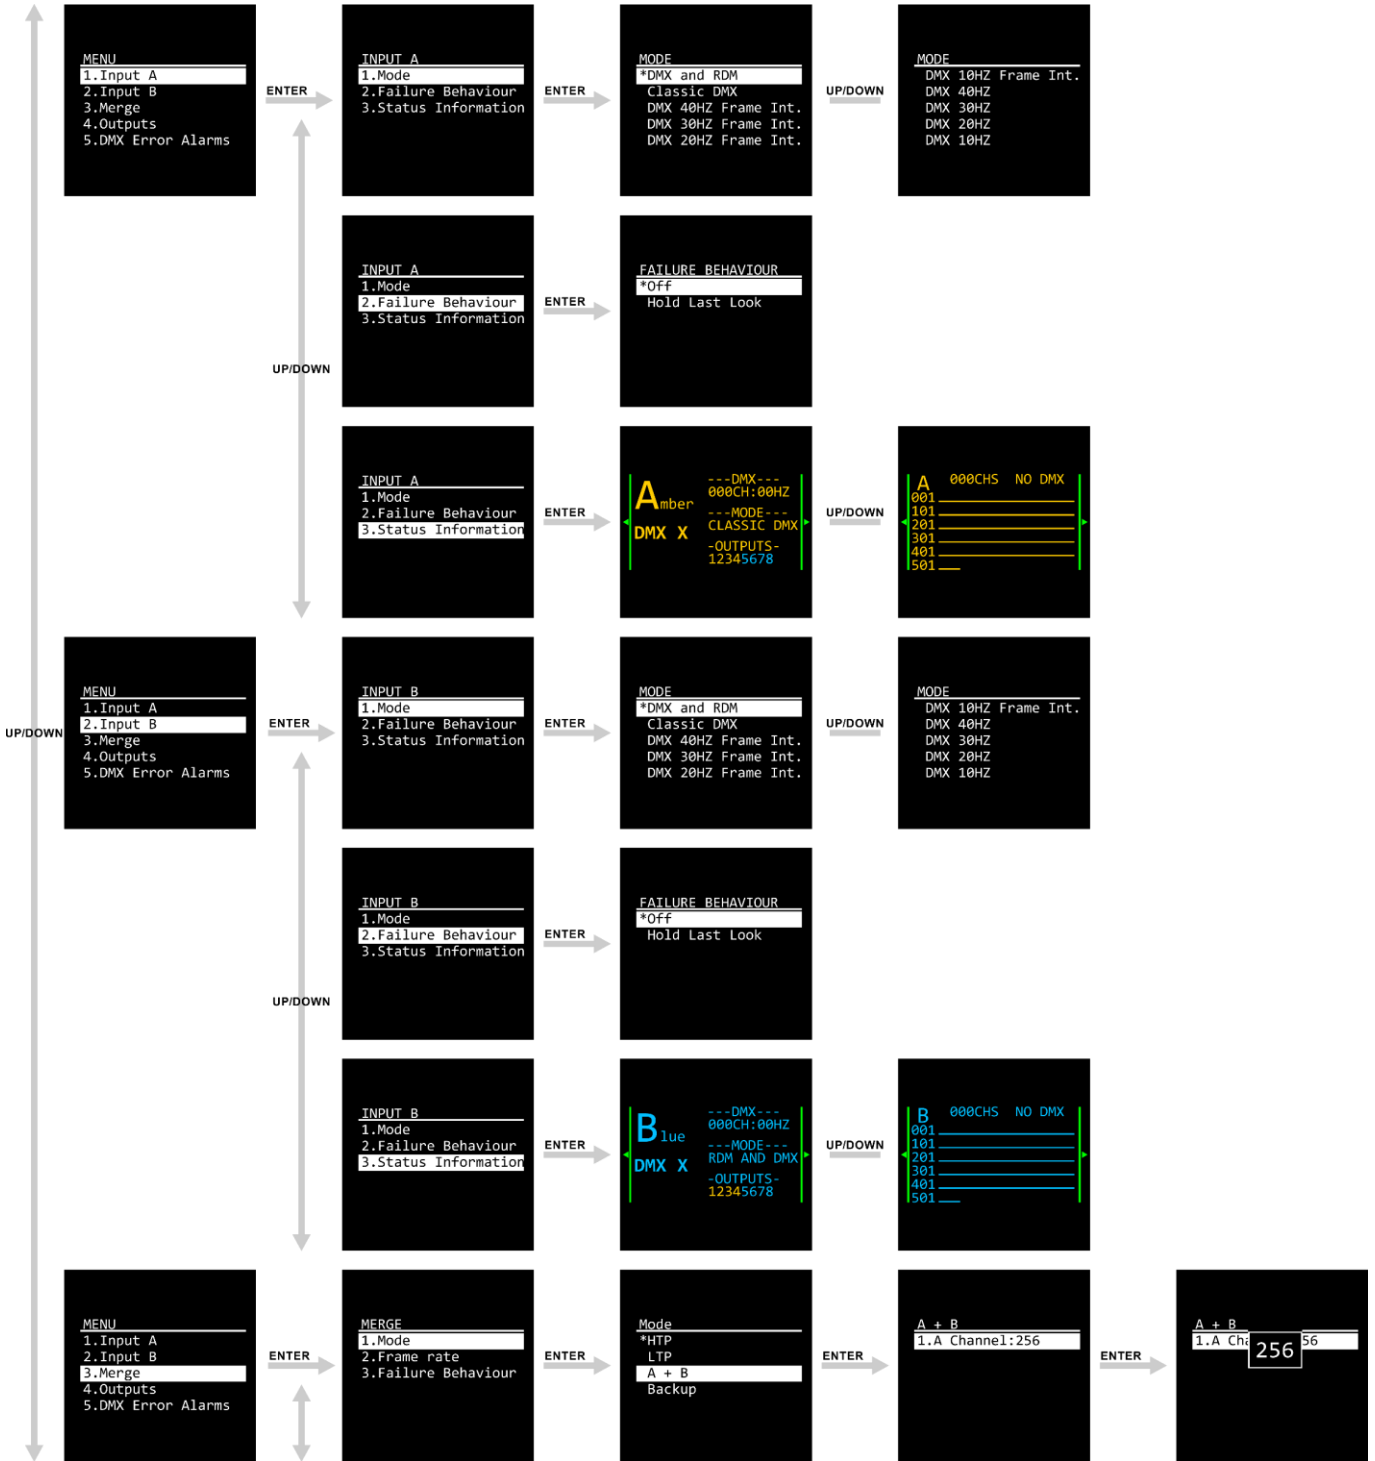 MENU
1.Input A
2.Input B
3.Merge
4.Outputs
5.DMX Error Alarms
ENTER
INPUT A
1.Mode
2.Failure Behaviour
3.Status Information
ENTER
MODE
*DMX and RDM
Classic DMX
DMX 40HZ Frame Int.
DMX 30HZ Frame Int.
DMX 20HZ Frame Int.
UP/DOWN
MODE
DMX 10HZ Frame Int.
DMX 40HZ
DMX 30HZ
DMX 20HZ
DMX 10HZ
INPUT A
1.Mode
2.Failure Behaviour
3.Status Information
ENTER
FAILURE BEHAVIOUR
*Off
Hold Last Look
UP/DOWN
INPUT A
1.Mode
2.Failure Behaviour
3.Status Information
ENTER
Amber
DMX X
---DMX---
000CH:00HZ
---MODE---
CLASSIC DMX
-OUTPUTS-
12345678
UP/DOWN
A 000CHS NO DMX
001
101
201
301
401
501
UP/DOWN
MENU
1.Input A
2.Input B
3.Merge
4.Outputs
5.DMX Error Alarms
ENTER
INPUT B
1.Mode
2.Failure Behaviour
3.Status Information
ENTER
MODE
*DMX and RDM
Classic DMX
DMX 40HZ Frame Int.
DMX 30HZ Frame Int.
DMX 20HZ Frame Int.
UP/DOWN
MODE
DMX 10HZ Frame Int.
DMX 40HZ
DMX 30HZ
DMX 20HZ
DMX 10HZ
INPUT B
1.Mode
2.Failure Behaviour
3.Status Information
ENTER
FAILURE BEHAVIOUR
*Off
Hold Last Look
UP/DOWN
INPUT B
1.Mode
2.Failure Behaviour
3.Status Information
ENTER
Blue
DMX X
---DMX---
000CH:00HZ
---MODE---
RDM AND DMX
-OUTPUTS-
12345678
UP/DOWN
B 000CHS NO DMX
001
101
201
301
401
501
MENU
1.Input A
2.Input B
3.Merge
4.Outputs
5.DMX Error Alarms
ENTER
MERGE
1.Mode
2.Frame rate
3.Failure Behaviour
ENTER
Mode
*HTP
LTP
A + B
Backup
ENTER
A + B
1.A Channel:256
ENTER
A + B
1.A Cha 56
256